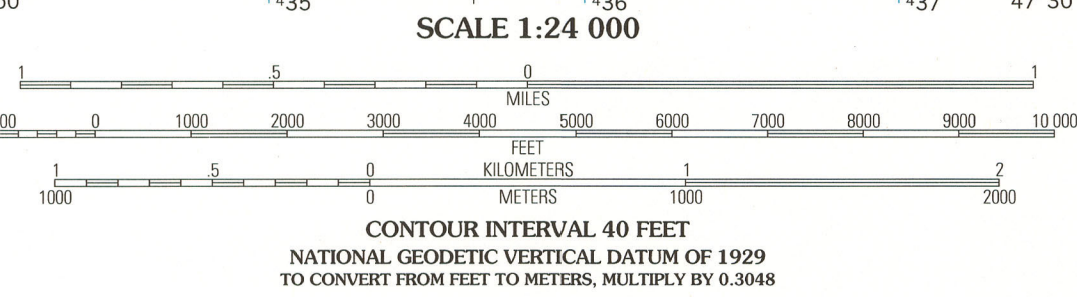 ⁴35 ⁴36 ⁴37 47'30"
SCALE 1:24 000
1 .5 0 1
MILES
0 1000 2000 3000 4000 5000 6000 7000 8000 9000 10 000
FEET
1 .5 0 KILOMETERS 1 2
1000 0 METERS 1000 2000
CONTOUR INTERVAL 40 FEET
NATIONAL GEODETIC VERTICAL DATUM OF 1929
TO CONVERT FROM FEET TO METERS, MULTIPLY BY 0.3048